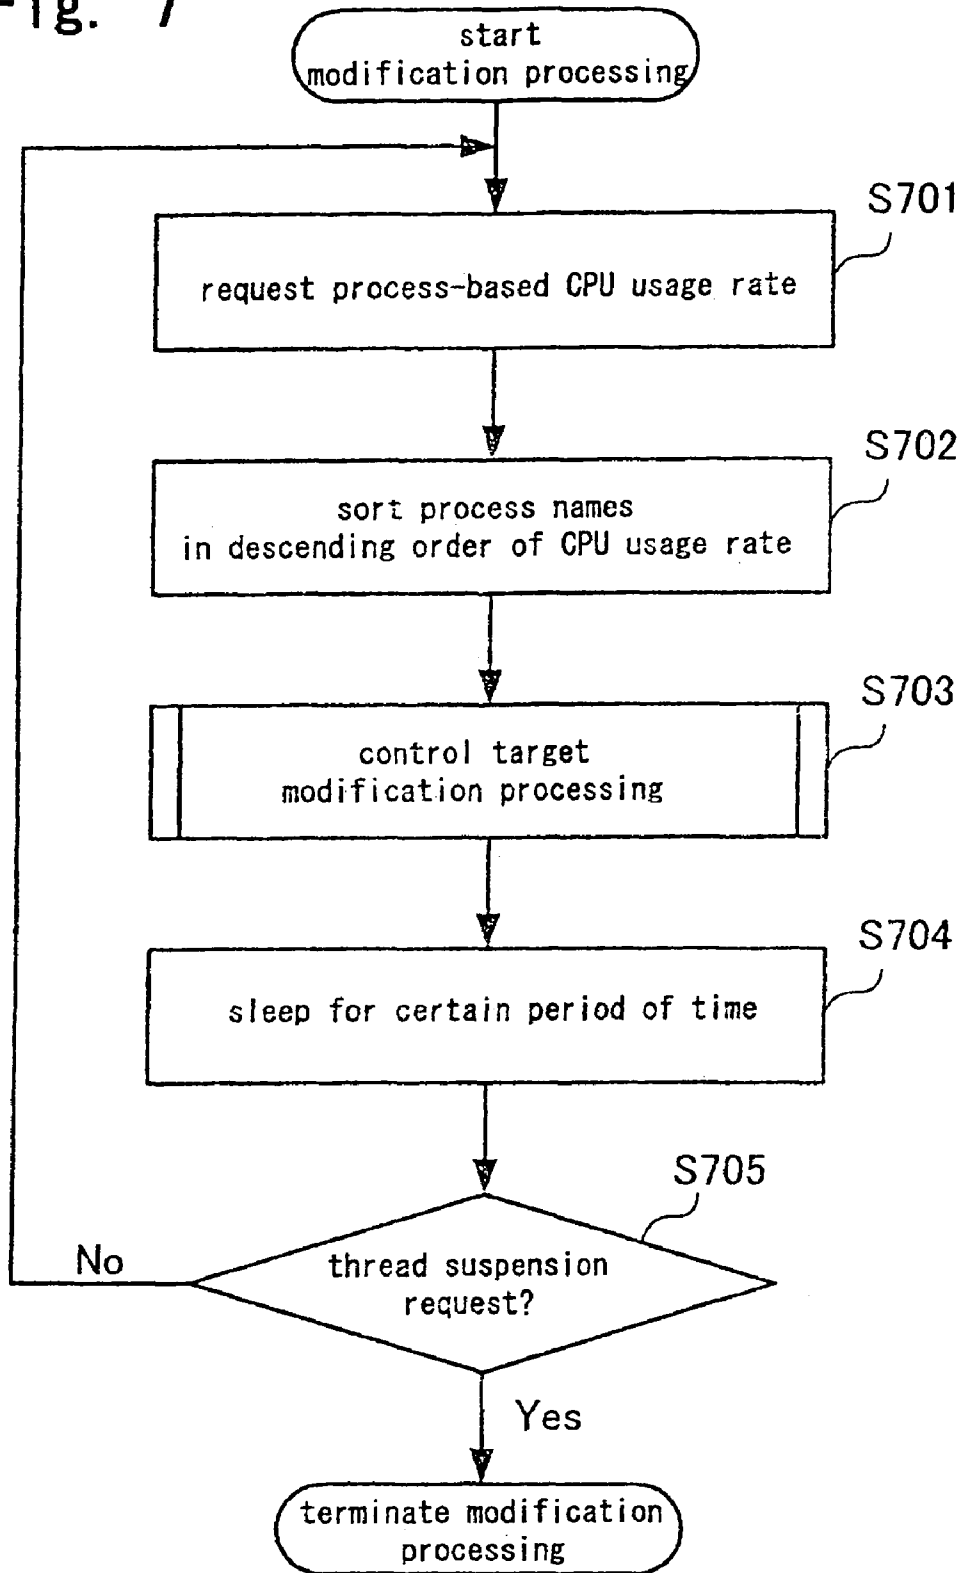 Fig. 7
start
modification processing
S701
request process-based CPU usage rate
S702
sort process names
in descending order of CPU usage rate
S703
control target
modification processing
S704
sleep for certain period of time
S705
thread suspension
request?
No
Yes
terminate modification
processing